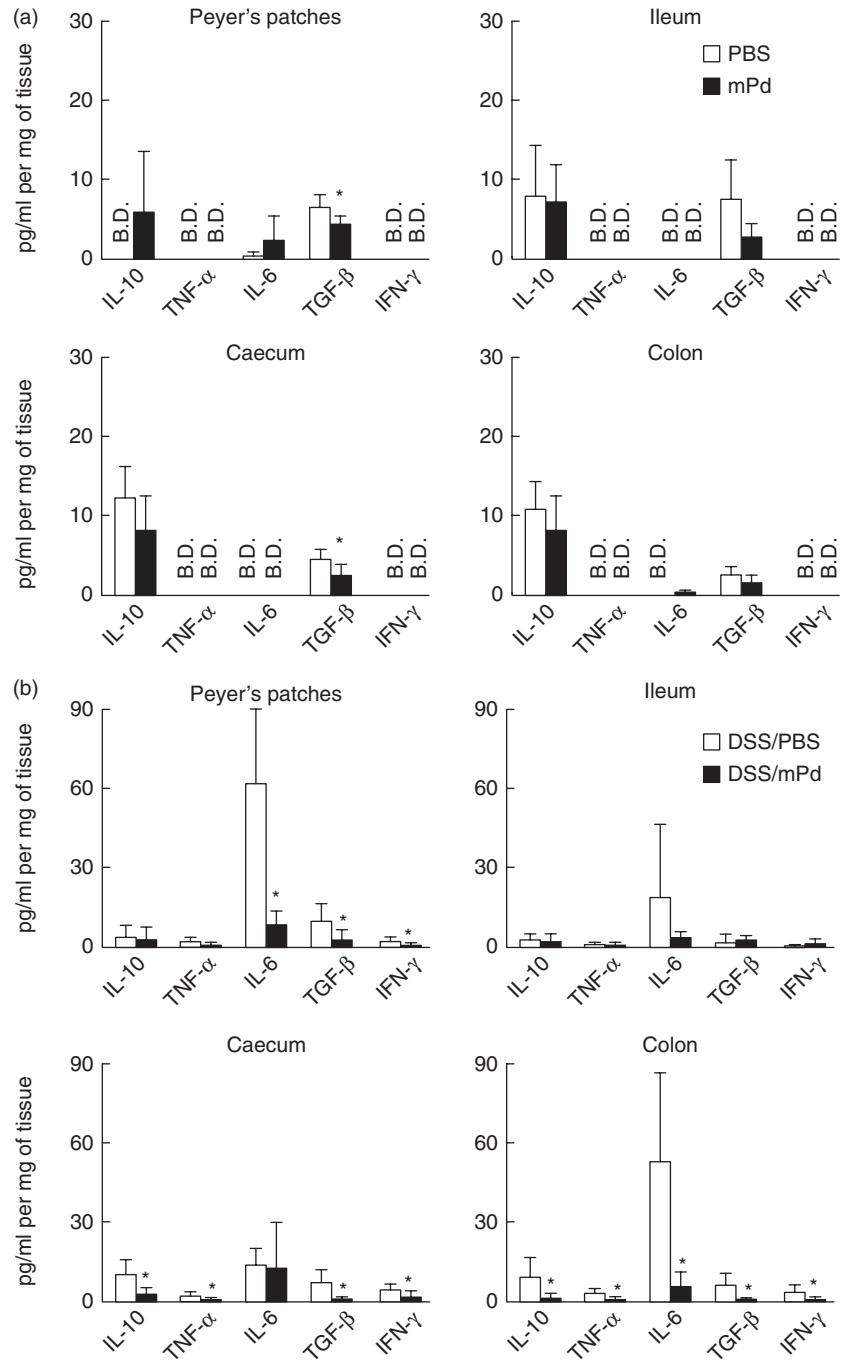 (a)
Peyer's patches
pg/ml per mg of tissue
30
20
10
0
B.D.
B.D.
B.D.
*
B.D.
B.D.
IL-10
TNF-α
IL-6
TGF-β
IFN-γ
Ileum
PBS
mPd
30
20
10
0
B.D.
B.D.
B.D.
B.D.
B.D.
B.D.
IL-10
TNF-α
IL-6
TGF-β
IFN-γ
Caecum
pg/ml per mg of tissue
30
20
10
0
B.D.
B.D.
B.D.
B.D.
*
B.D.
B.D.
IL-10
TNF-α
IL-6
TGF-β
IFN-γ
Colon
30
20
10
0
B.D.
B.D.
B.D.
B.D.
B.D.
IL-10
TNF-α
IL-6
TGF-β
IFN-γ
(b)
Peyer's patches
pg/ml per mg of tissue
90
60
30
0
*
*
*
IL-10
TNF-α
IL-6
TGF-β
IFN-γ
Ileum
DSS/PBS
DSS/mPd
90
60
30
0
IL-10
TNF-α
IL-6
TGF-β
IFN-γ
Caecum
pg/ml per mg of tissue
90
60
30
0
*
*
*
*
IL-10
TNF-α
IL-6
TGF-β
IFN-γ
Colon
90
60
30
0
*
*
*
*
*
IL-10
TNF-α
IL-6
TGF-β
IFN-γ